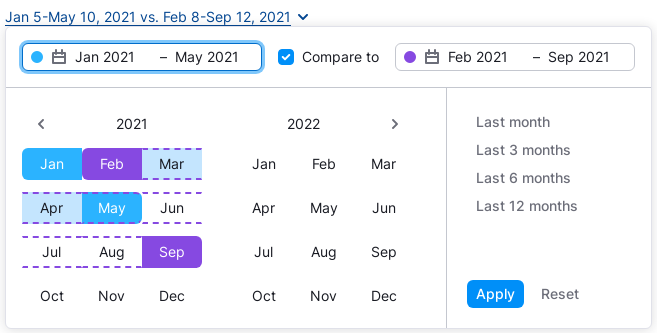 Jan 5-May 10, 2021 vs. Feb 8-Sep 12, 2021
Jan 2021 – May 2021 Compare to Feb 2021 – Sep 2021
2021 2022
Jan Feb Mar Jan Feb Mar
Apr May Jun Apr May Jun
Jul Aug Sep Jul Aug Sep
Oct Nov Dec Oct Nov Dec
Last month
Last 3 months
Last 6 months
Last 12 months
Apply Reset